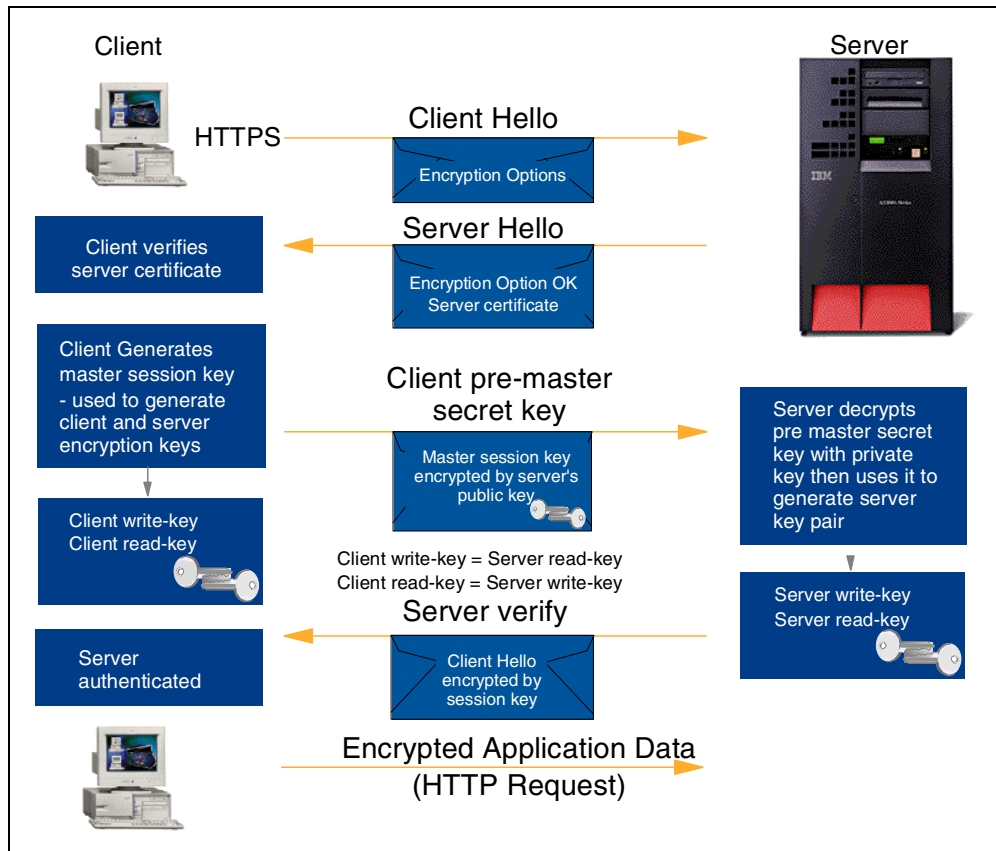 Client
Server
HTTPS
Client Hello
Encryption Options
IBM
Server Hello
Client verifies
server certificate
Encryption Option OK
Server certificate
Client Generates
master session key
- used to generate
client and server
encryption keys
Client pre-master
secret key
Master session key
encrypted by server's
public key
Server decrypts
pre master secret
key with private
key then uses it to
generate server
key pair
Client write-key
Client read-key
Client write-key = Server read-key
Client read-key = Server write-key
Server write-key
Server read-key
Server verify
Server
authenticated
Client Hello
encrypted by
session key
Encrypted Application Data
(HTTP Request)